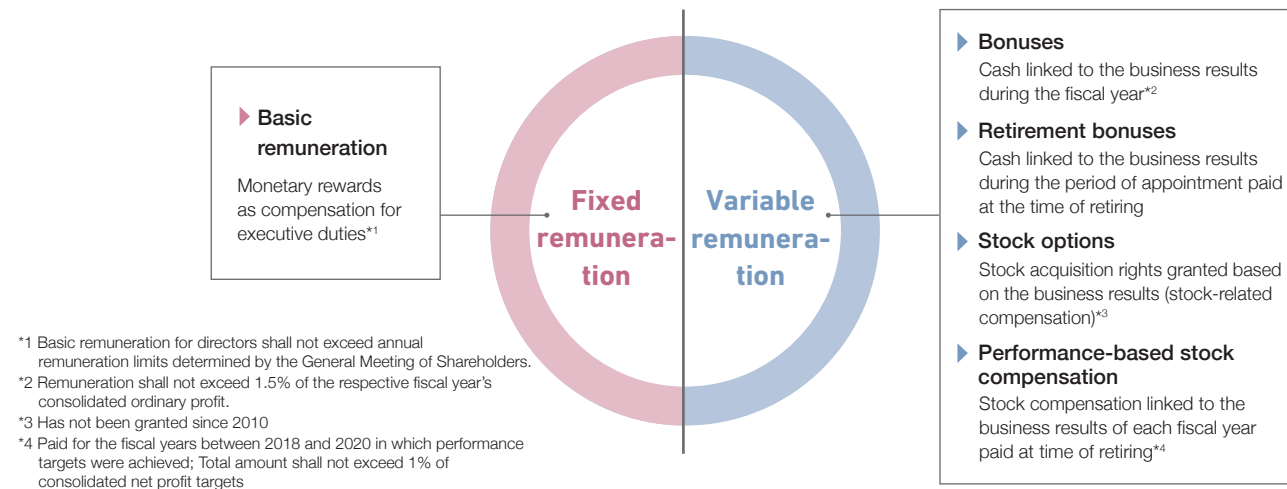 Basic
remuneration
Monetary rewards
as compensation for
executive duties*1
Fixed
remunera-
tion
Variable
remunera-
tion
Bonuses
Cash linked to the business results
during the fiscal year*2
Retirement bonuses
Cash linked to the business results
during the period of appointment paid
at the time of retiring
Stock options
Stock acquisition rights granted based
on the business results (stock-related
compensation)*3
Performance-based stock
compensation
Stock compensation linked to the
business results of each fiscal year
paid at time of retiring*4
*1 Basic remuneration for directors shall not exceed annual
remuneration limits determined by the General Meeting of Shareholders.
*2 Remuneration shall not exceed 1.5% of the respective fiscal year's
consolidated ordinary profit.
*3 Has not been granted since 2010
*4 Paid for the fiscal years between 2018 and 2020 in which performance
targets were achieved; Total amount shall not exceed 1% of
consolidated net profit targets